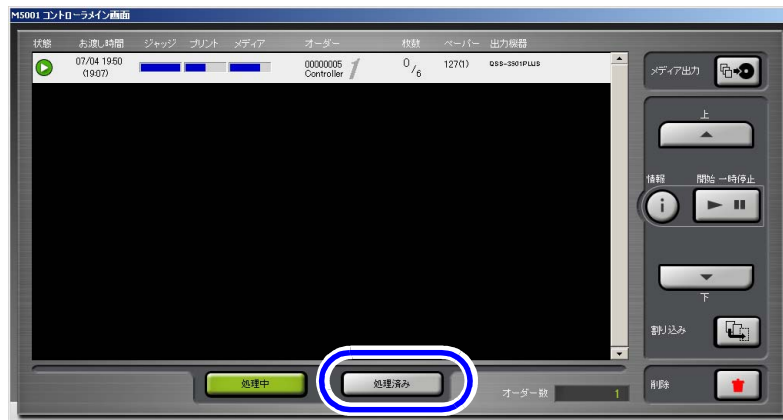 M5001 コントローラメイン画面
状態 お渡し時間 ジャッジ プリント メディア オーダー 枚数 ペーパー 出力機器
07/04 19:50 00000005 1 0/6 127(1) QSS-3501PLUS
(19:07) Controller
メディア出力
上
情報 開始 一時停止
下
割り込み
処理中 処理済み オーダー数 1 削除